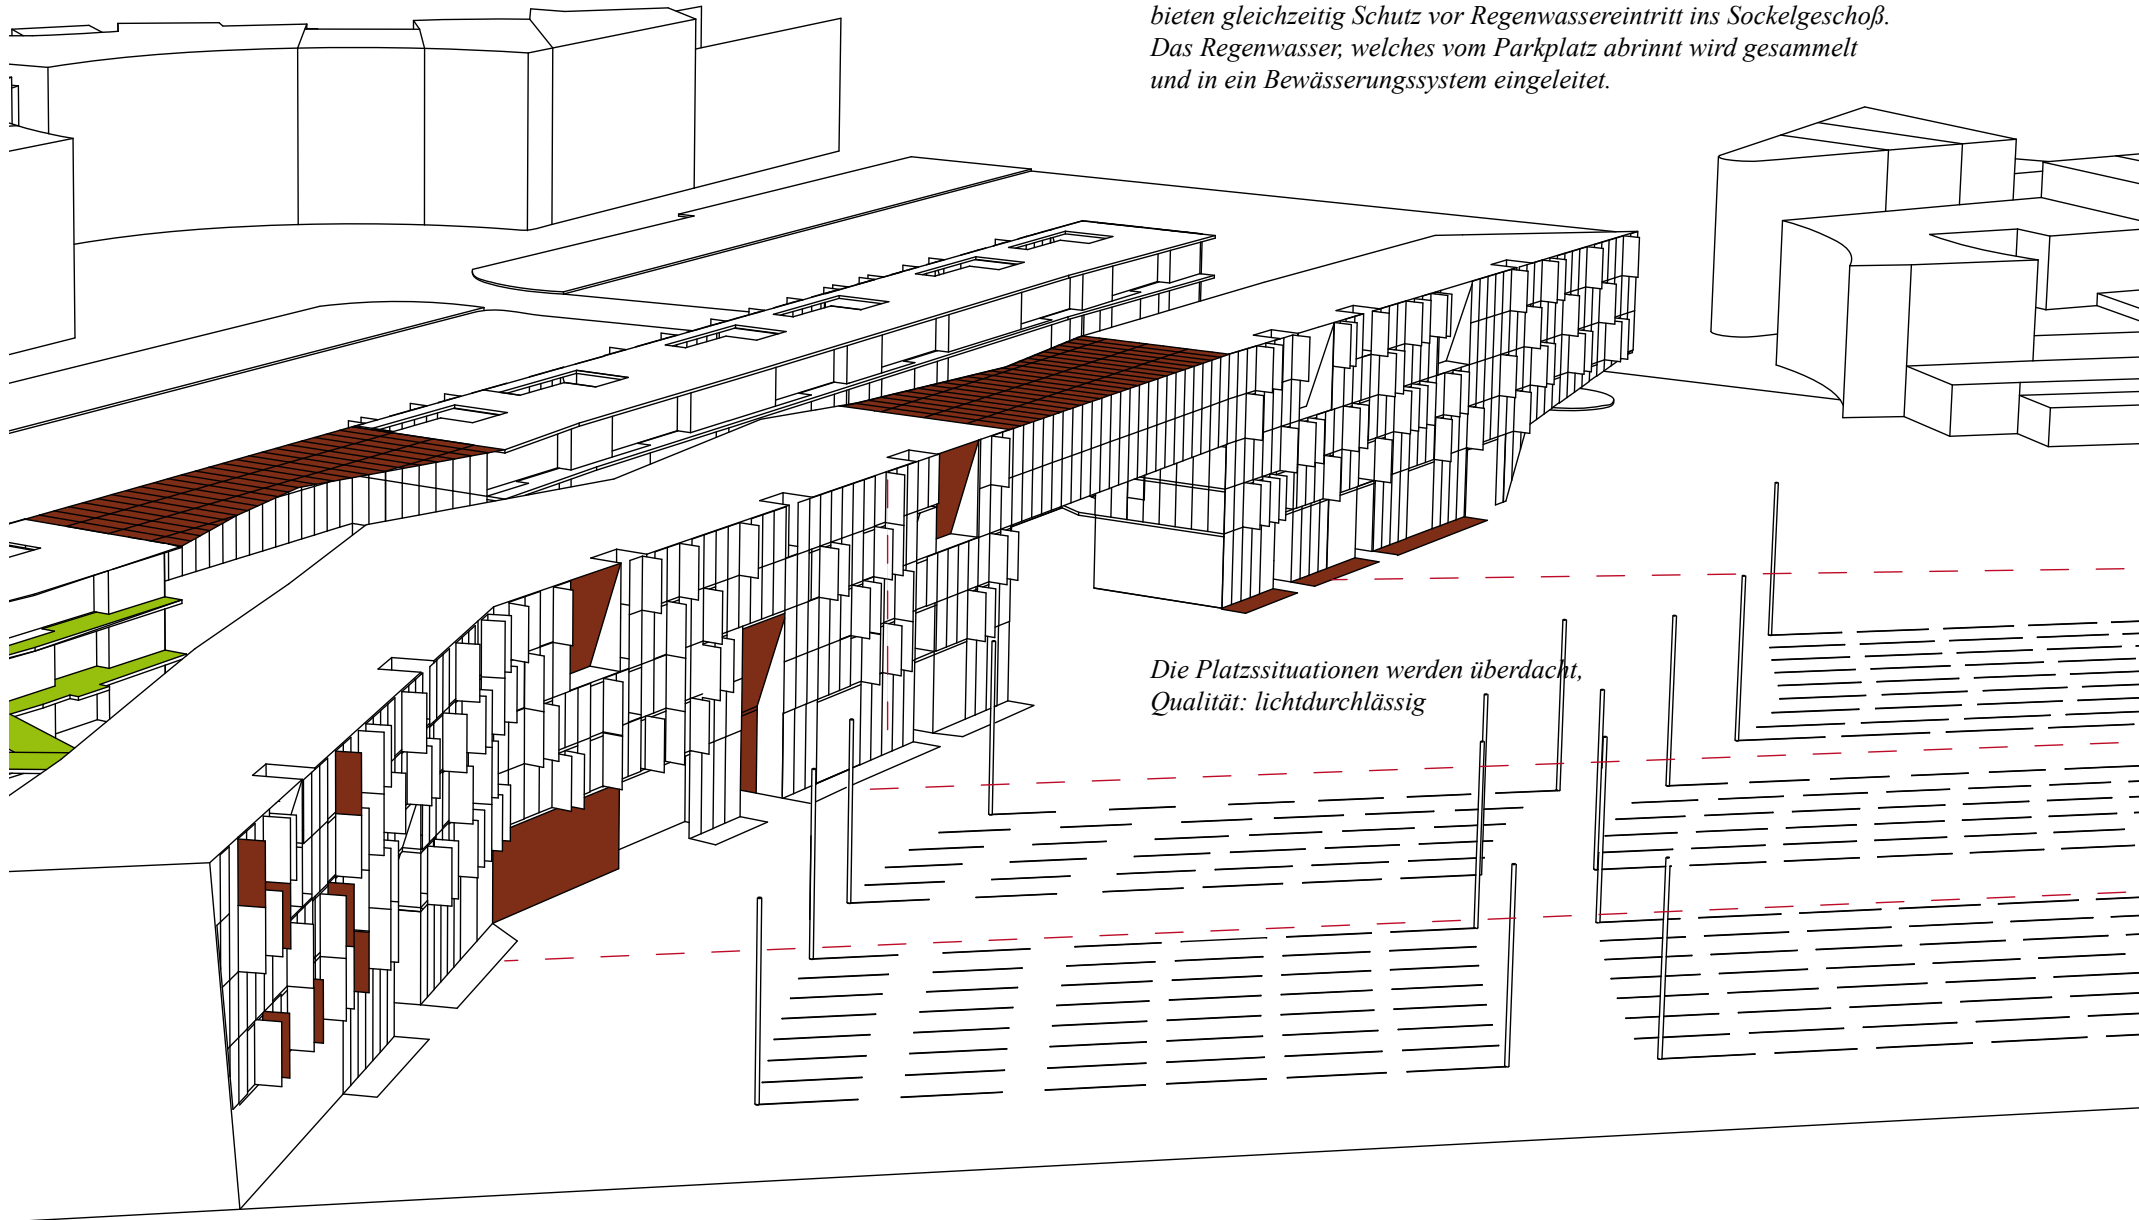 bieten gleichzeitig Schutz vor Regenwassereintritt ins Sockelgeschoß.
Das Regenwasser, welches vom Parkplatz abrinnt wird gesammelt
und in ein Bewässerungssystem eingeleitet.
Die Platzssituationen werden überdacht,
Qualität: lichtdurchlässig